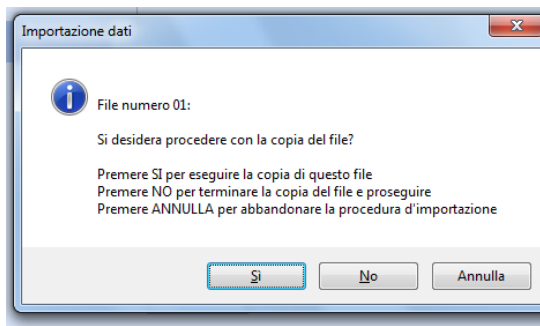 Importazione dati
File numero 01:
Si desidera procedere con la copia del file?
Premere SI per eseguire la copia di questo file
Premere NO per terminare la copia del file e proseguire
Premere ANNULLA per abbandonare la procedura d'importazione
Sì
No
Annulla